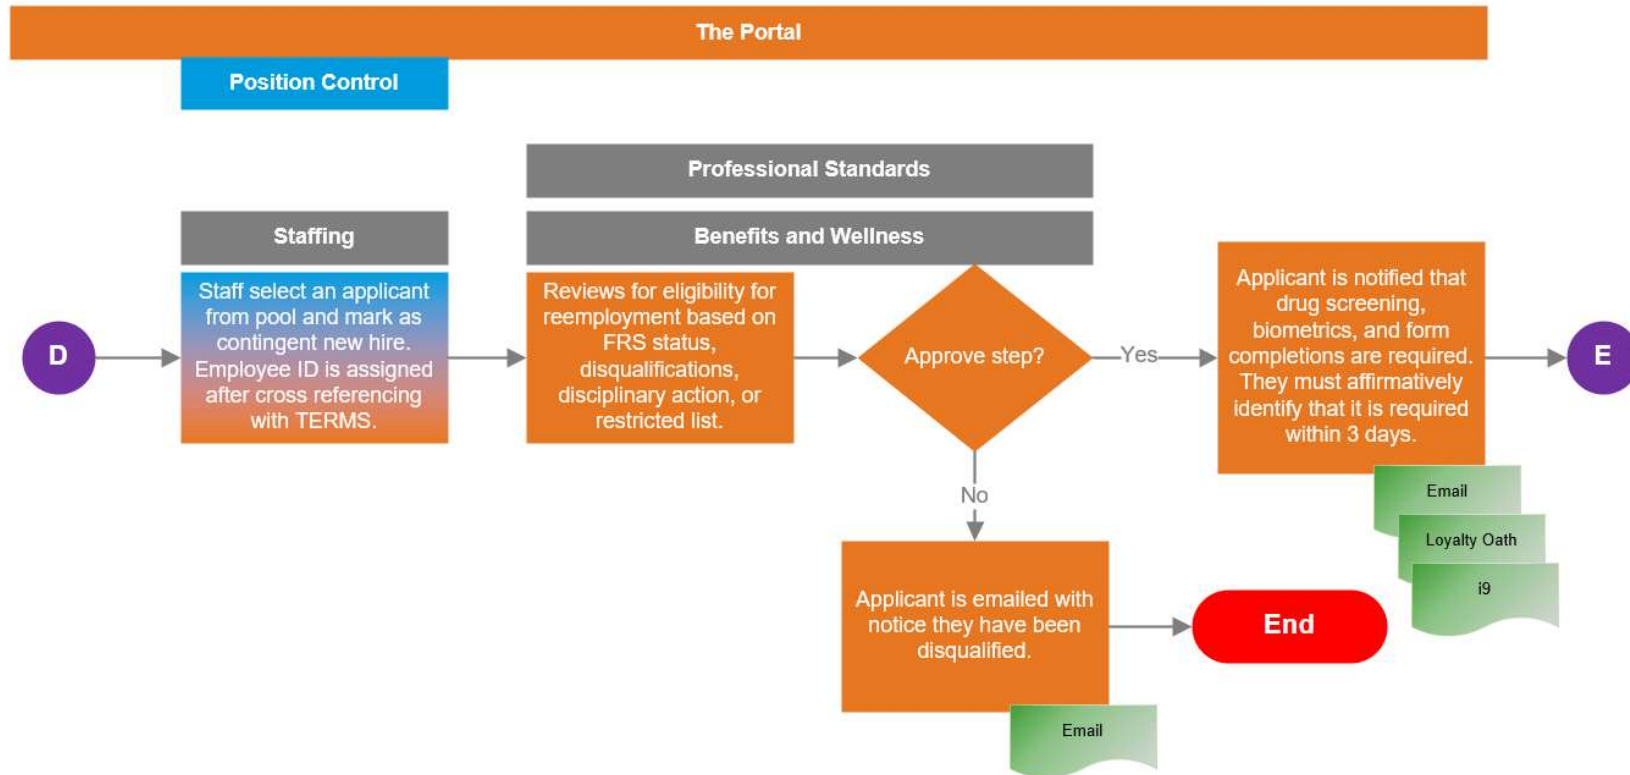 The Portal
Position Control
Professional Standards
Staffing
Benefits and Wellness
D
Staff select an applicant
from pool and mark as
contingent new hire.
Employee ID is assigned
after cross referencing
with TERMS.
Reviews for eligibility for
reemployment based on
FRS status,
disqualifications,
disciplinary action, or
restricted list.
Approve step?
Yes
Applicant is notified that
drug screening,
biometrics, and form
completions are required.
They must affirmatively
identify that it is required
within 3 days.
E
Email
Loyalty Oath
i9
No
Applicant is emailed with
notice they have been
disqualified.
End
Email